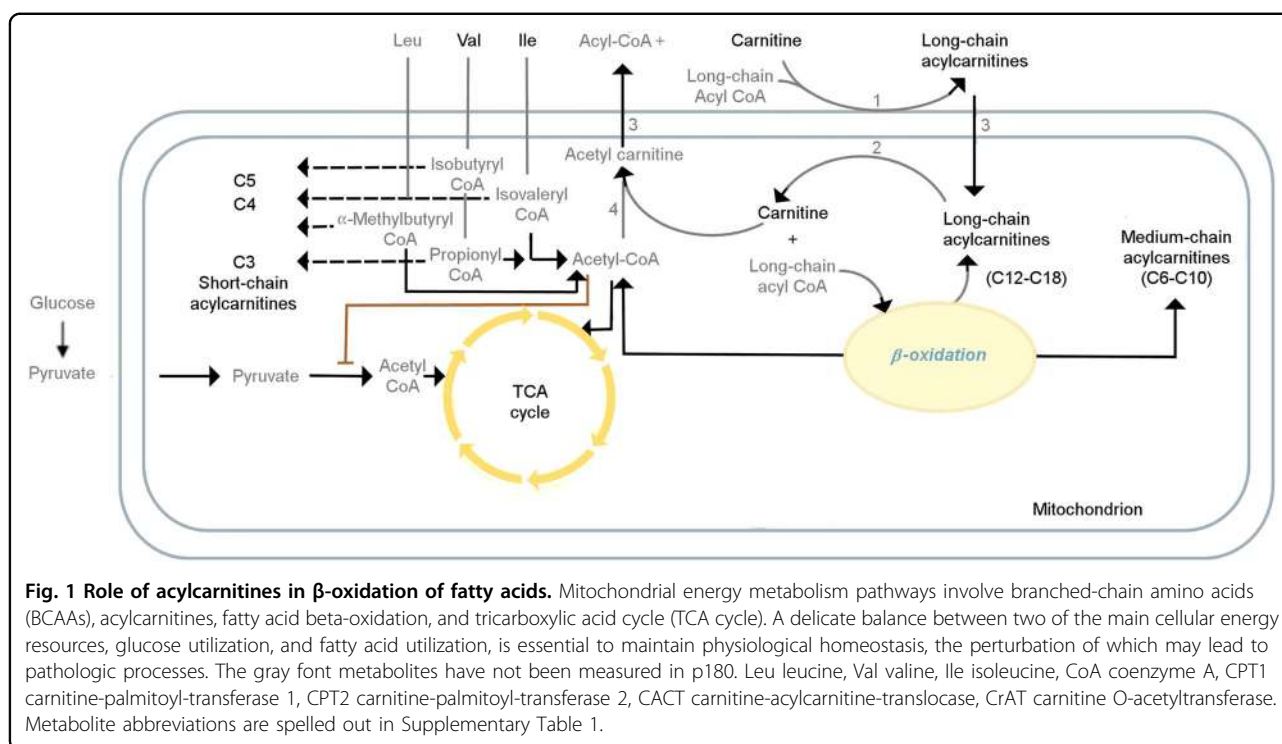 Leu Val Ile Acyl-CoA + Carnitine Long-chain
acylcarnitines
Long-chain
Acyl CoA
1
3 3
Acetyl carnitine
2
Isobutyryl
CoA
C5
C4
Isovaleryl
CoA
4
α-Methylbutyryl
CoA
Carnitine
+
Long-chain
acylcarnitines
(C12-C18)
Medium-chain
acylcarnitines
(C6-C10)
C3
Short-chain
acylcarnitines
Propionyl
CoA
Acetyl-CoA
Long-chain
acyl CoA
Glucose
β-oxidation
Pyruvate Pyruvate Acetyl
CoA
TCA
cycle
Mitochondrion
Fig. 1 Role of acylcarnitines in β-oxidation of fatty acids. Mitochondrial energy metabolism pathways involve branched-chain amino acids
(BCAAs), acylcarnitines, fatty acid beta-oxidation, and tricarboxylic acid cycle (TCA cycle). A delicate balance between two of the main cellular energy
resources, glucose utilization, and fatty acid utilization, is essential to maintain physiological homeostasis, the perturbation of which may lead to
pathologic processes. The gray font metabolites have not been measured in p180. Leu leucine, Val valine, Ile isoleucine, CoA coenzyme A, CPT1
carnitine-palmitoyl-transferase 1, CPT2 carnitine-palmitoyl-transferase 2, CACT carnitine-acylcarnitine-translocase, CrAT carnitine O-acetyltransferase.
Metabolite abbreviations are spelled out in Supplementary Table 1.